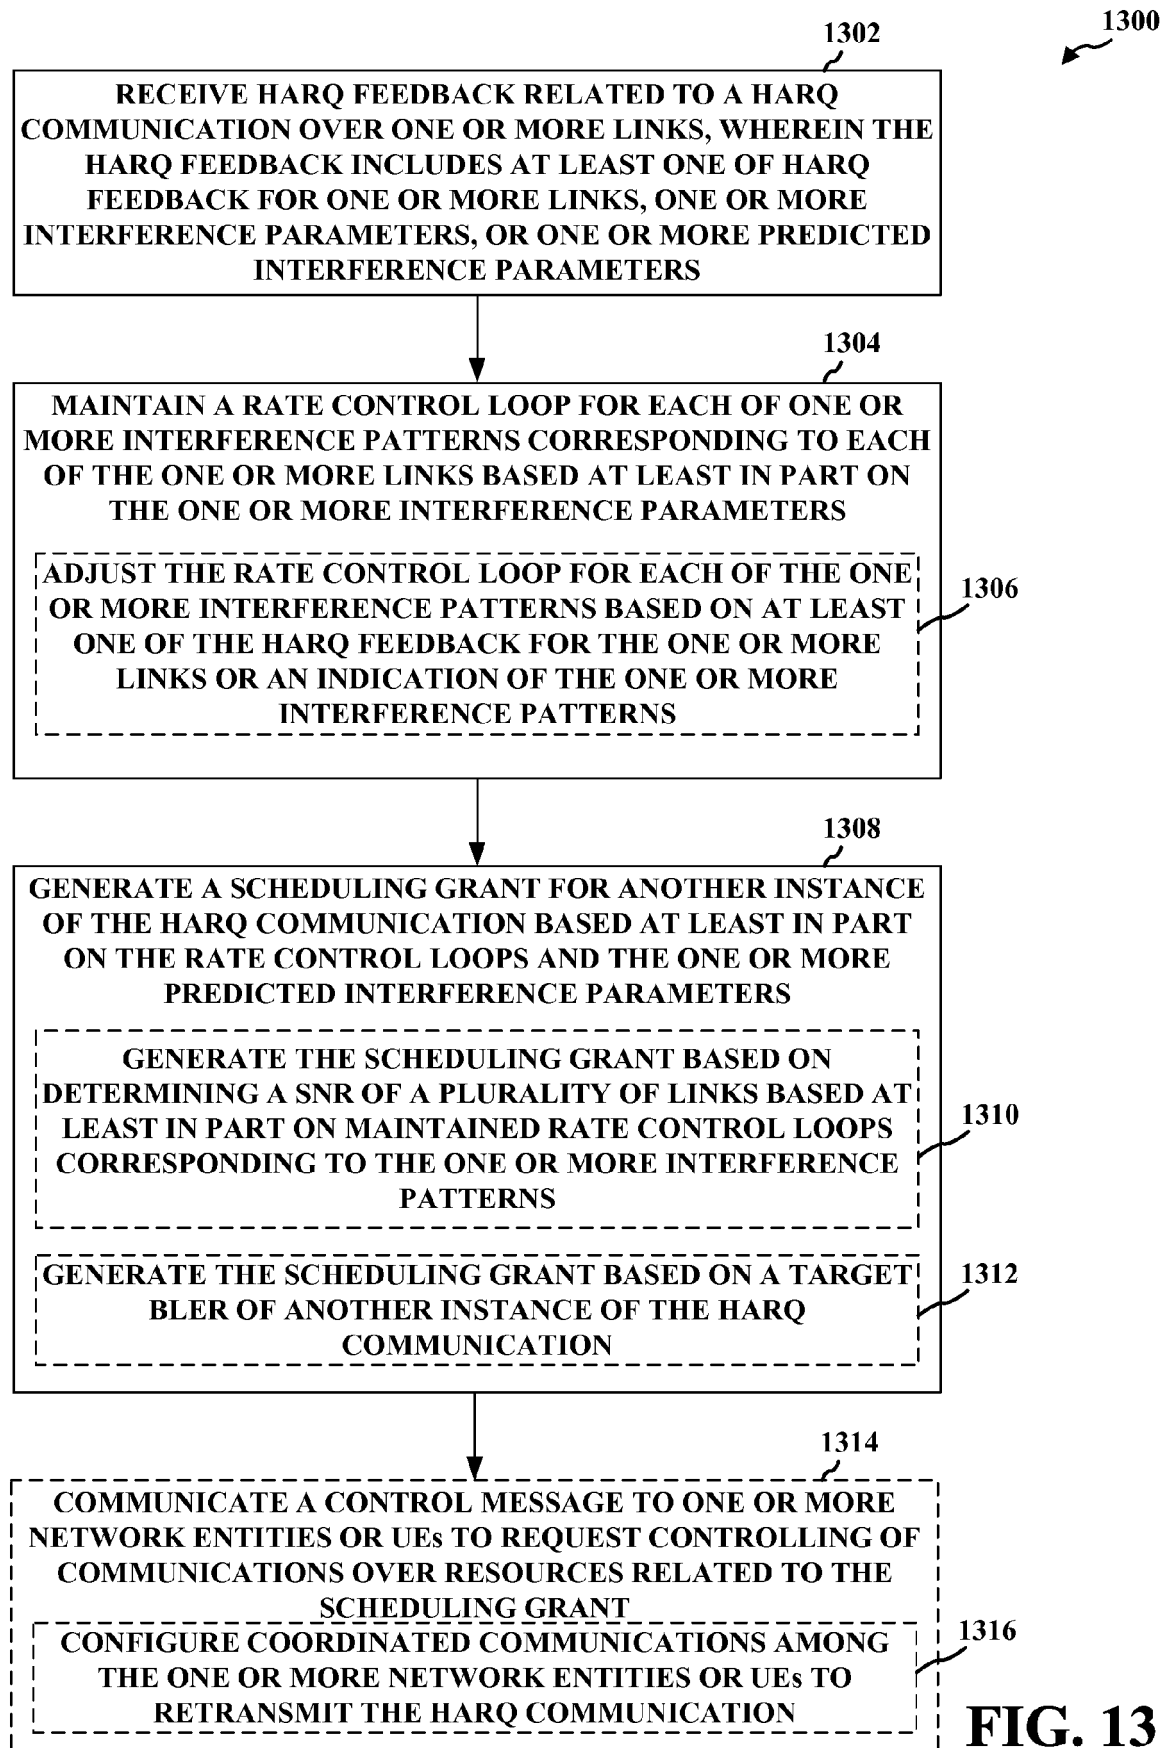 1300
1302
RECEIVE HARQ FEEDBACK RELATED TO A HARQ
COMMUNICATION OVER ONE OR MORE LINKS, WHEREIN THE
HARQ FEEDBACK INCLUDES AT LEAST ONE OF HARQ
FEEDBACK FOR ONE OR MORE LINKS, ONE OR MORE
INTERFERENCE PARAMETERS, OR ONE OR MORE PREDICTED
INTERFERENCE PARAMETERS
1304
MAINTAIN A RATE CONTROL LOOP FOR EACH OF ONE OR
MORE INTERFERENCE PATTERNS CORRESPONDING TO EACH
OF THE ONE OR MORE LINKS BASED AT LEAST IN PART ON
THE ONE OR MORE INTERFERENCE PARAMETERS
ADJUST THE RATE CONTROL LOOP FOR EACH OF THE ONE
OR MORE INTERFERENCE PATTERNS BASED ON AT LEAST
ONE OF THE HARQ FEEDBACK FOR THE ONE OR MORE
LINKS OR AN INDICATION OF THE ONE OR MORE
INTERFERENCE PATTERNS
1306
1308
GENERATE A SCHEDULING GRANT FOR ANOTHER INSTANCE
OF THE HARQ COMMUNICATION BASED AT LEAST IN PART
ON THE RATE CONTROL LOOPS AND THE ONE OR MORE
PREDICTED INTERFERENCE PARAMETERS
GENERATE THE SCHEDULING GRANT BASED ON
DETERMINING A SNR OF A PLURALITY OF LINKS BASED AT
LEAST IN PART ON MAINTAINED RATE CONTROL LOOPS
CORRESPONDING TO THE ONE OR MORE INTERFERENCE
PATTERNS
1310
GENERATE THE SCHEDULING GRANT BASED ON A TARGET
BLER OF ANOTHER INSTANCE OF THE HARQ
COMMUNICATION
1312
1314
COMMUNICATE A CONTROL MESSAGE TO ONE OR MORE
NETWORK ENTITIES OR UEs TO REQUEST CONTROLLING OF
COMMUNICATIONS OVER RESOURCES RELATED TO THE
SCHEDULING GRANT
CONFIGURE COORDINATED COMMUNICATIONS AMONG
THE ONE OR MORE NETWORK ENTITIES OR UEs TO
RETRANSMIT THE HARQ COMMUNICATION
1316
FIG. 13